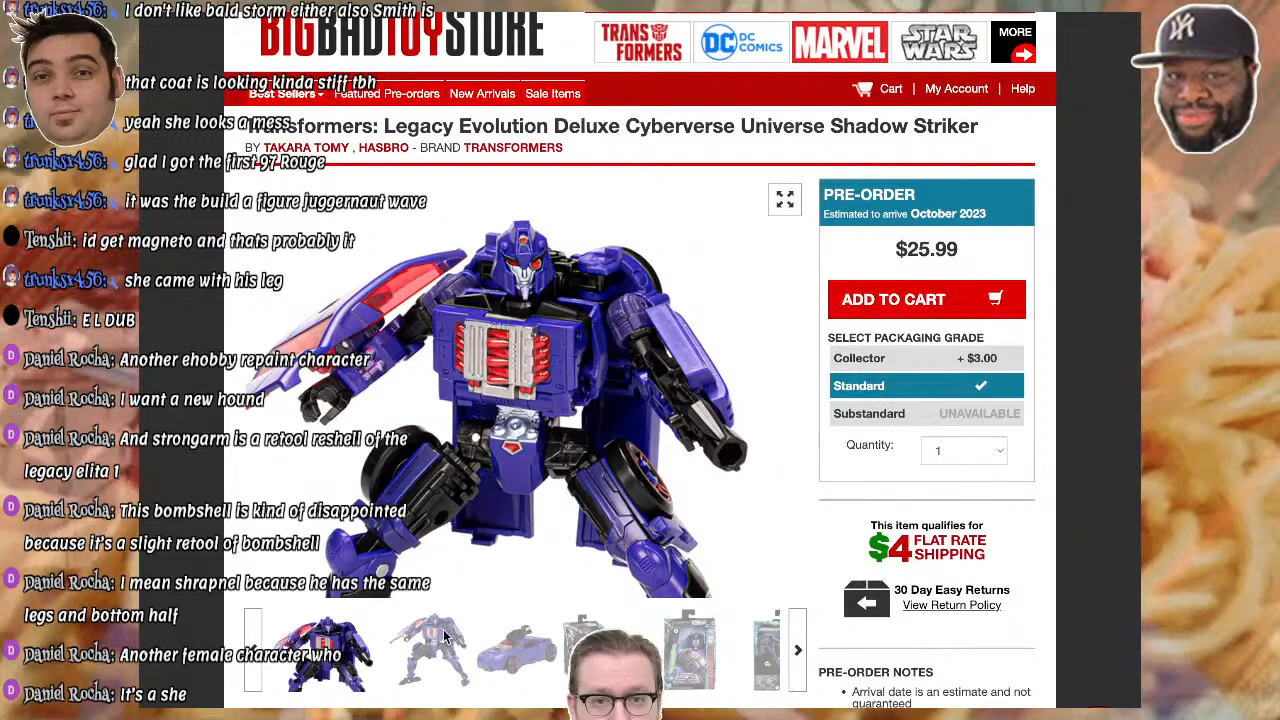 I don't like bald storm either also Smith is
that coat is looking kinda stiff tbh
yeah she looks a mess
trunksx456: glad I got the first 97 Rouge
trunksx456: it was the build a figure juggernaut wave
Tenshii: id get magneto and thats probably it
trunksx456: she came with his leg
Tenshii: E L DUB
Daniel Rocha: Another ehobby repaint character
Daniel Rocha: I want a new hound
Daniel Rocha: And strongarm is a retool reshell of the
legacy elita 1
Daniel Rocha: This bombshell is kind of disappointed
because it's a slight retool of bombshell
Daniel Rocha: I mean shrapnel because he has the same
legs and bottom half
Daniel Rocha: Another female character who
Daniel Rocha: It's a she
BIGBADTOYSTORE
TRANSFORMERS
DC DC COMICS
MARVEL
STAR WARS
MORE
Best Sellers Featured Pre-orders New Arrivals Sale Items
Cart | My Account | Help
Transformers: Legacy Evolution Deluxe Cyberverse Universe Shadow Striker
BY TAKARA TOMY , HASBRO - BRAND TRANSFORMERS
PRE-ORDER
Estimated to arrive October 2023
$25.99
ADD TO CART
SELECT PACKAGING GRADE
Collector + $3.00
Standard
Substandard UNAVAILABLE
Quantity: 1
This item qualifies for
$4 FLAT RATE
SHIPPING
30 Day Easy Returns
View Return Policy
PRE-ORDER NOTES
Arrival date is an estimate and not
guaranteed